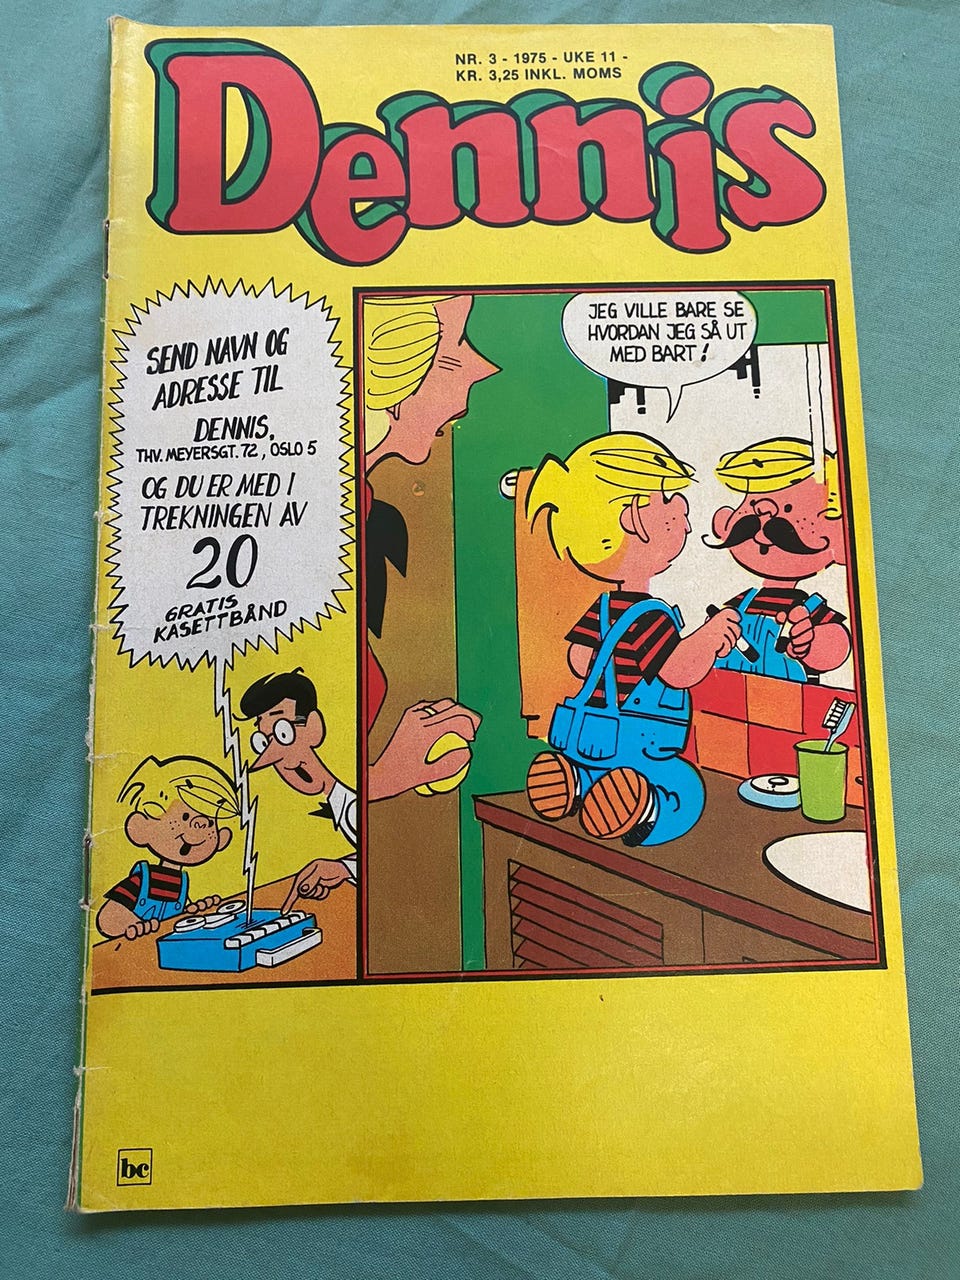 Dennis
NR. 3 - 1975 - UKE 11 -
KR. 3,25 INKL. MOMS
SEND NAVN OG
ADRESSE TIL
DENNIS,
THV. MEYERSGT. 72, OSLO 5
OG DU ER MED I
TREKNINGEN AV
20
GRATIS
KASETTBÅND
JEG VILLE BARE SE
HVORDAN JEG SÅ UT
MED BART!
bc